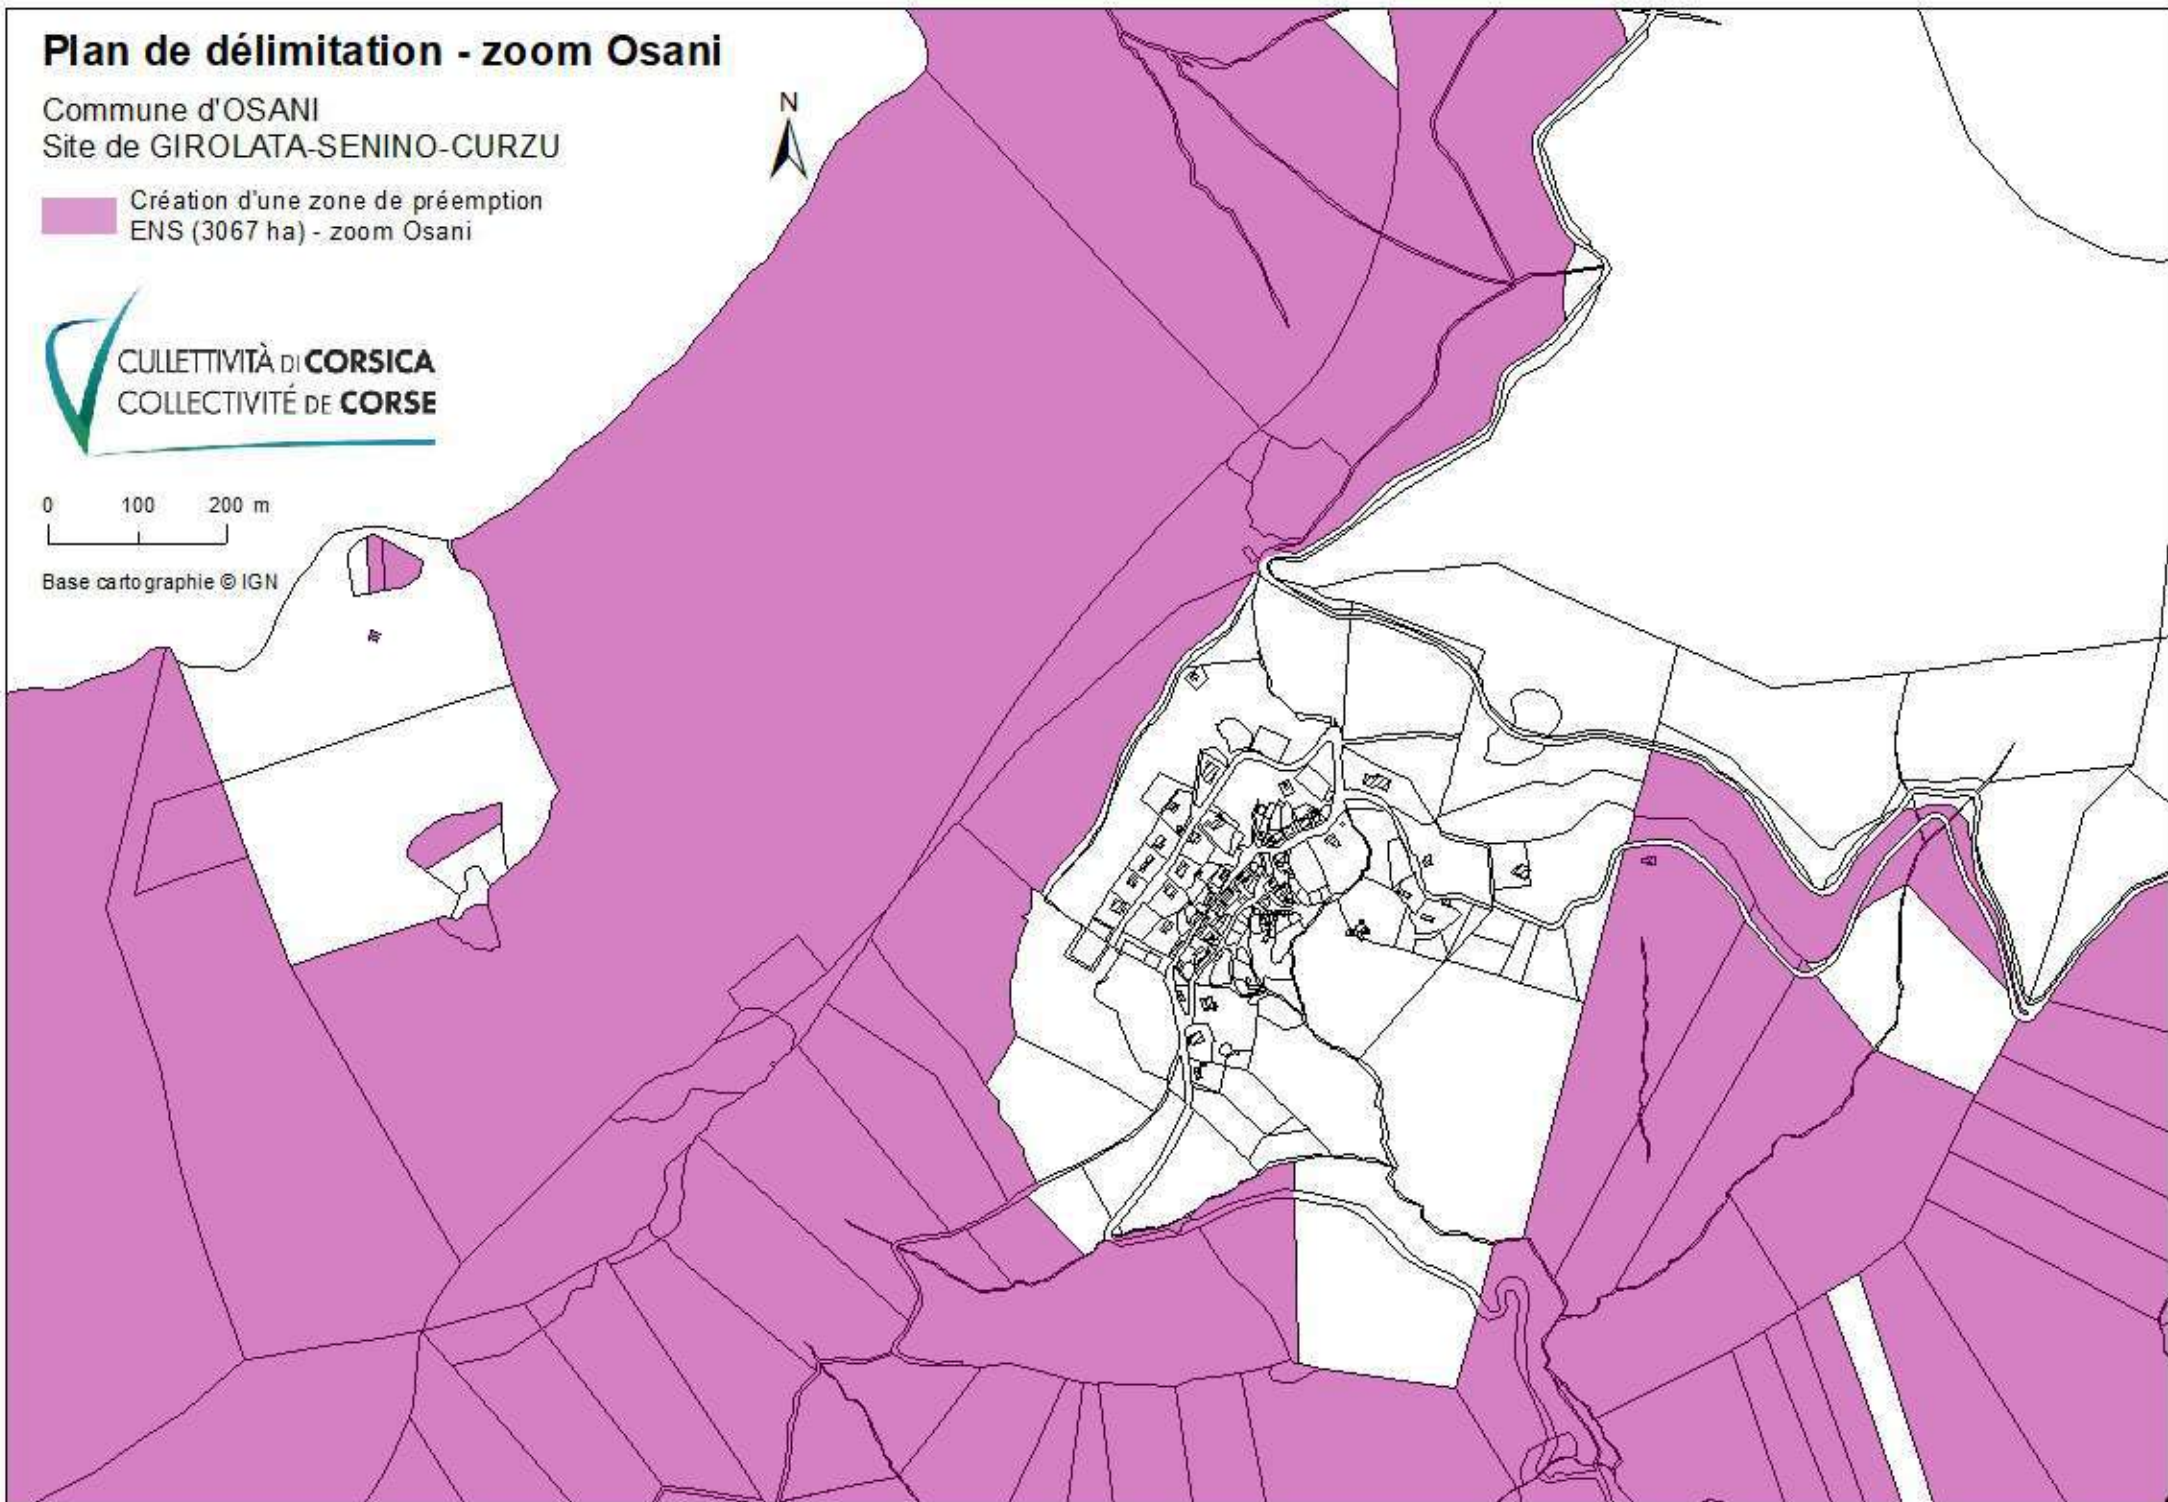 Plan de délimitation - zoom Osani
Commune d'OSANI
Site de GIROLATA-SENINO-CURZU
N
Création d'une zone de préemption
ENS (3067 ha) - zoom Osani
CULLETTIVITÀ DI CORSICA
COLLECTIVITÉ DE CORSE
0 100 200 m
Base cartographie © IGN